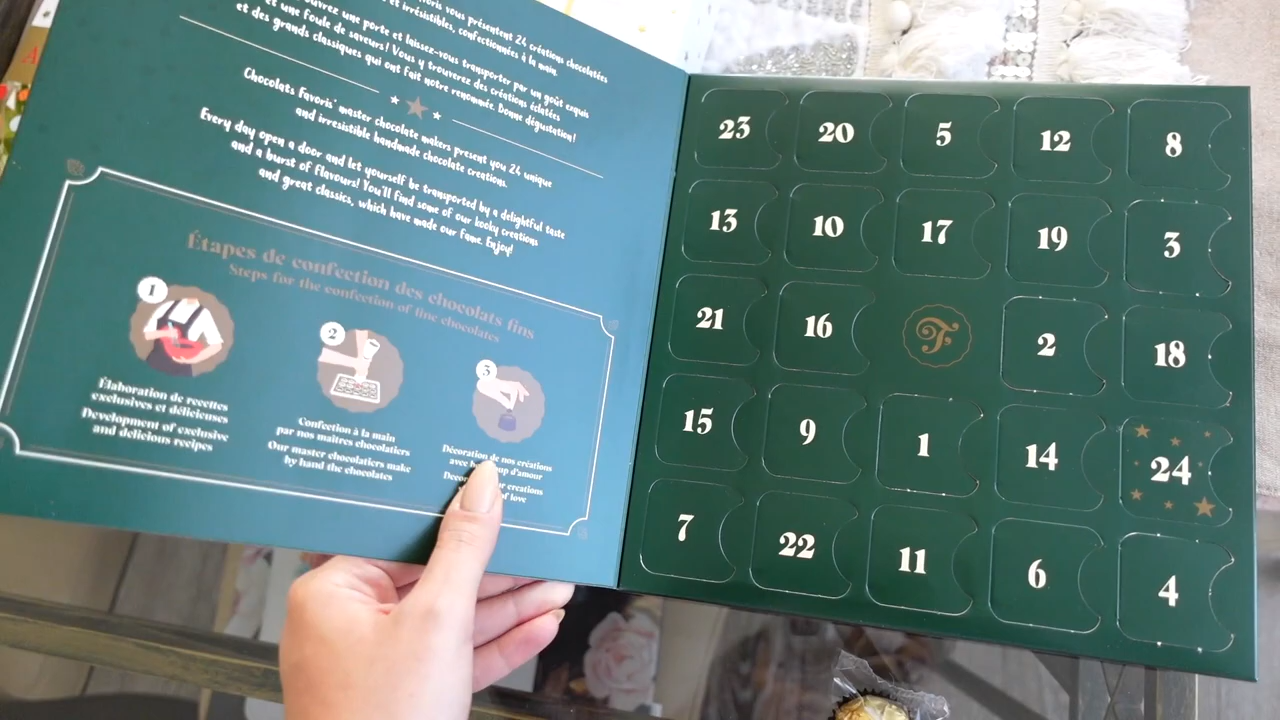 vous présentent 24 créations chocolatées
et irrésistibles, confectionnées à la main.
une porte et laissez-vous transporter par un goût exquis
et une foule de saveurs! Vous y trouverez des créations éclatées
et des grands classiques qui ont fait notre renommée. Bonne dégustation!
Chocolats Favoris' master chocolate makers present you 24 unique
and irresistible handmade chocolate creations.
Every day open a door and let yourself be transported by a delightful taste
and a burst of flavours! You'll find some of our kooky creations
and great classics, which have made our fame. Enjoy!
Étapes de confection des chocolats fins
Steps for the confection of fine chocolates
1
2
3
Élaboration de recettes
exclusives et délicieuses
Development of exclusive
and delicious recipes
Confection à la main
par nos maîtres chocolatiers
Our master chocolatiers make
by hand the chocolates
Décoration de nos créations
avec d'amour
creations
of love
23 20 5 12 8
13 10 17 19 3
21 16 F 2 18
15 9 1 14 24
7 22 11 6 4